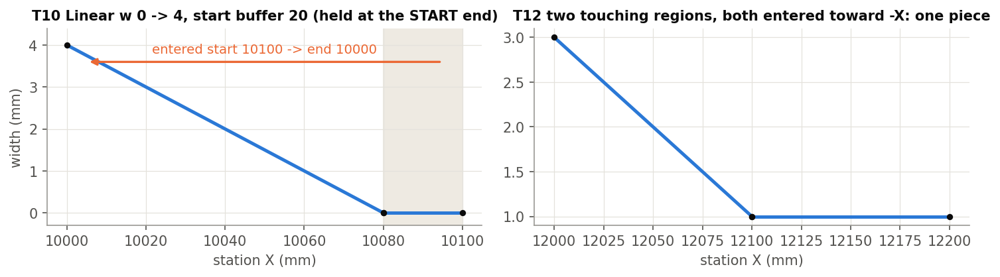 T10 Linear w 0 -> 4, start buffer 20 (held at the START end)
4
3
2
1
0
width (mm)
entered start 10100 -> end 10000
10000 10020 10040 10060 10080 10100
station X (mm)
T12 two touching regions, both entered toward -X: one piece
3.0
2.5
2.0
1.5
1.0
12000 12025 12050 12075 12100 12125 12150 12175 12200
station X (mm)